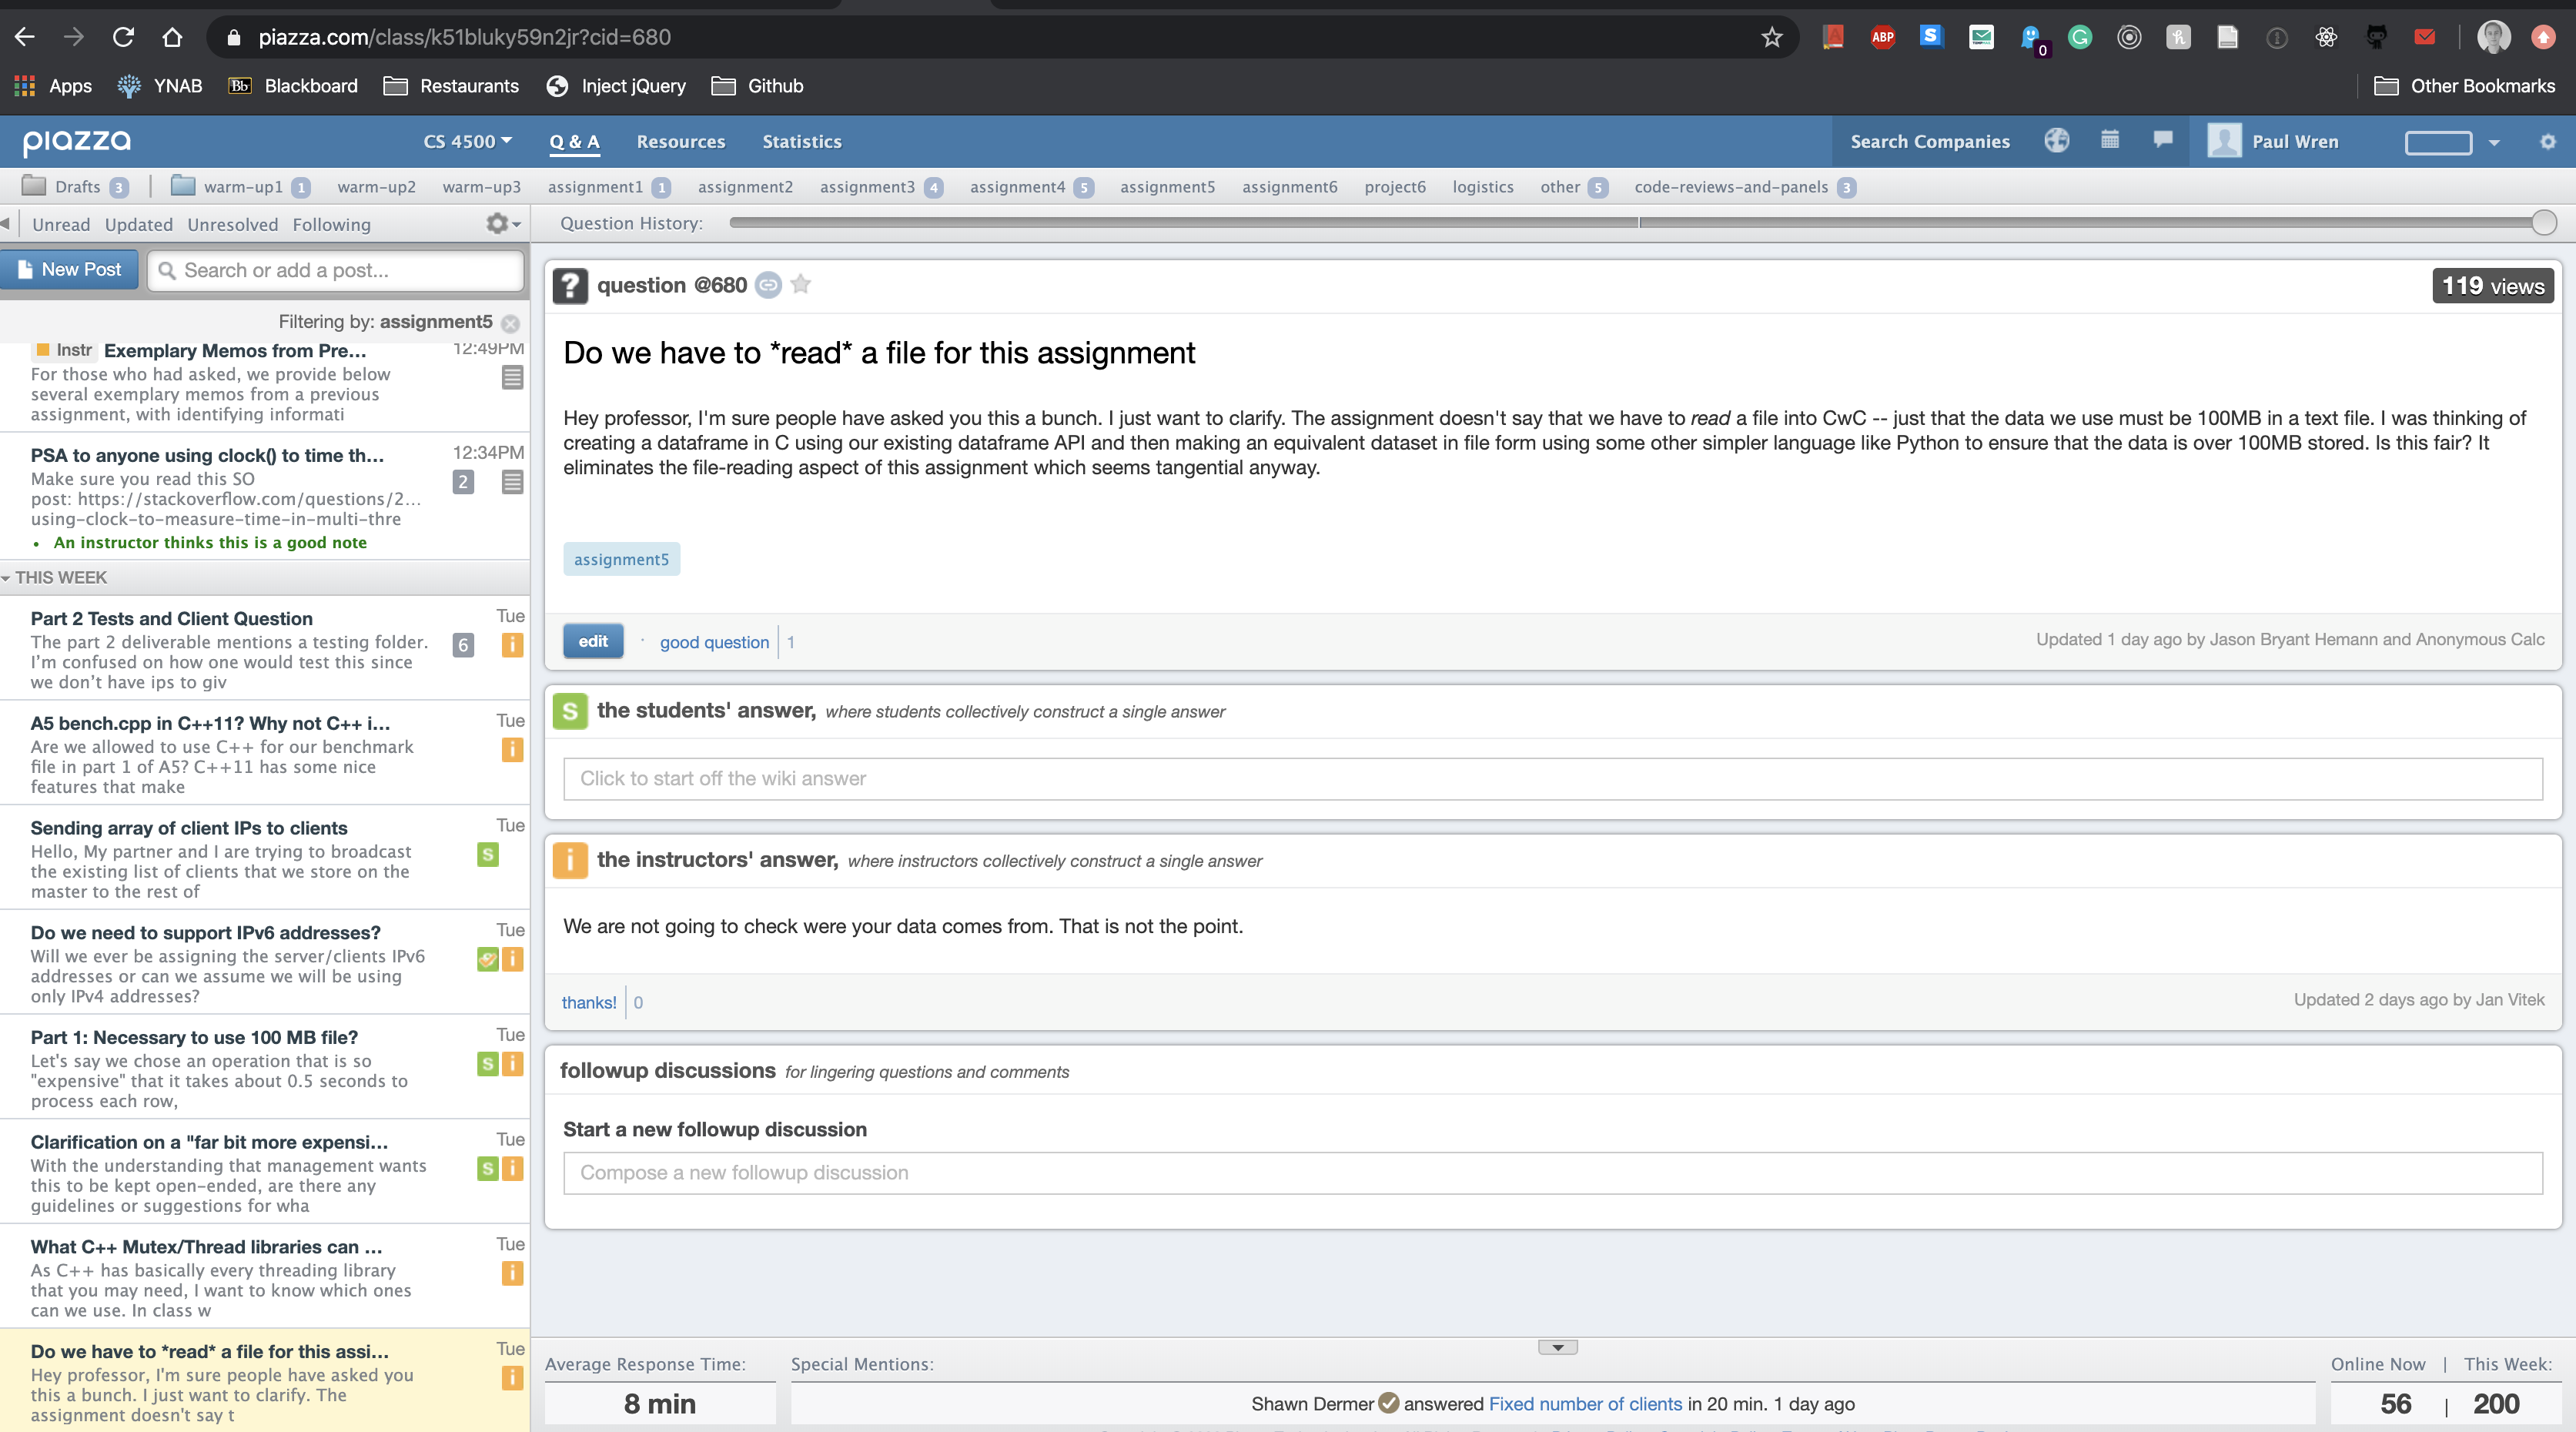 piazza.com/class/k51bluky59n2jr?cid=680
ABP
S
0
Apps
YNAB
Bb Blackboard
Restaurants
Inject jQuery
Github
Other Bookmarks
piazza
CS 4500
Q & A
Resources
Statistics
Search Companies
Paul Wren
Drafts 3
warm-up1 1
warm-up2
warm-up3
assignment1 1
assignment2
assignment3 4
assignment4 5
assignment5
assignment6
project6
logistics
other 5
code-reviews-and-panels 3
Unread Updated Unresolved Following
Question History:
New Post
Search or add a post...
Filtering by: assignment5
Instr Exemplary Memos from Pre... 12:49PM
For those who had asked, we provide below
several exemplary memos from a previous
assignment, with identifying informati
PSA to anyone using clock() to time th... 12:34PM
Make sure you read this SO
post: https://stackoverflow.com/questions/2... 2
using-clock-to-measure-time-in-multi-thre
• An instructor thinks this is a good note
THIS WEEK
Part 2 Tests and Client Question Tue
The part 2 deliverable mentions a testing folder. 6 i
I'm confused on how one would test this since
we don't have ips to giv
A5 bench.cpp in C++11? Why not C++ i... Tue
Are we allowed to use C++ for our benchmark i
file in part 1 of A5? C++11 has some nice
features that make
Sending array of client IPs to clients Tue
Hello, My partner and I are trying to broadcast S
the existing list of clients that we store on the
master to the rest of
Do we need to support IPv6 addresses? Tue
Will we ever be assigning the server/clients IPv6 i
addresses or can we assume we will be using
only IPv4 addresses?
Part 1: Necessary to use 100 MB file? Tue
Let's say we chose an operation that is so S i
"expensive" that it takes about 0.5 seconds to
process each row,
Clarification on a "far bit more expensi... Tue
With the understanding that management wants S i
this to be kept open-ended, are there any
guidelines or suggestions for wha
What C++ Mutex/Thread libraries can ... Tue
As C++ has basically every threading library i
that you may need, I want to know which ones
can we use. In class w
Do we have to *read* a file for this assi... Tue
Hey professor, I'm sure people have asked you i
this a bunch. I just want to clarify. The
assignment doesn't say t
? question @680
119 views
Do we have to *read* a file for this assignment
Hey professor, I'm sure people have asked you this a bunch. I just want to clarify. The assignment doesn't say that we have to read a file into CwC -- just that the data we use must be 100MB in a text file. I was thinking of
creating a dataframe in C using our existing dataframe API and then making an equivalent dataset in file form using some other simpler language like Python to ensure that the data is over 100MB stored. Is this fair? It
eliminates the file-reading aspect of this assignment which seems tangential anyway.
assignment5
edit · good question 1
Updated 1 day ago by Jason Bryant Hemann and Anonymous Calc
S the students' answer, where students collectively construct a single answer
Click to start off the wiki answer
i the instructors' answer, where instructors collectively construct a single answer
We are not going to check were your data comes from. That is not the point.
thanks! 0
Updated 2 days ago by Jan Vitek
followup discussions for lingering questions and comments
Start a new followup discussion
Compose a new followup discussion
Average Response Time:
8 min
Special Mentions:
Shawn Dermer answered Fixed number of clients in 20 min. 1 day ago
Online Now | This Week:
56 | 200